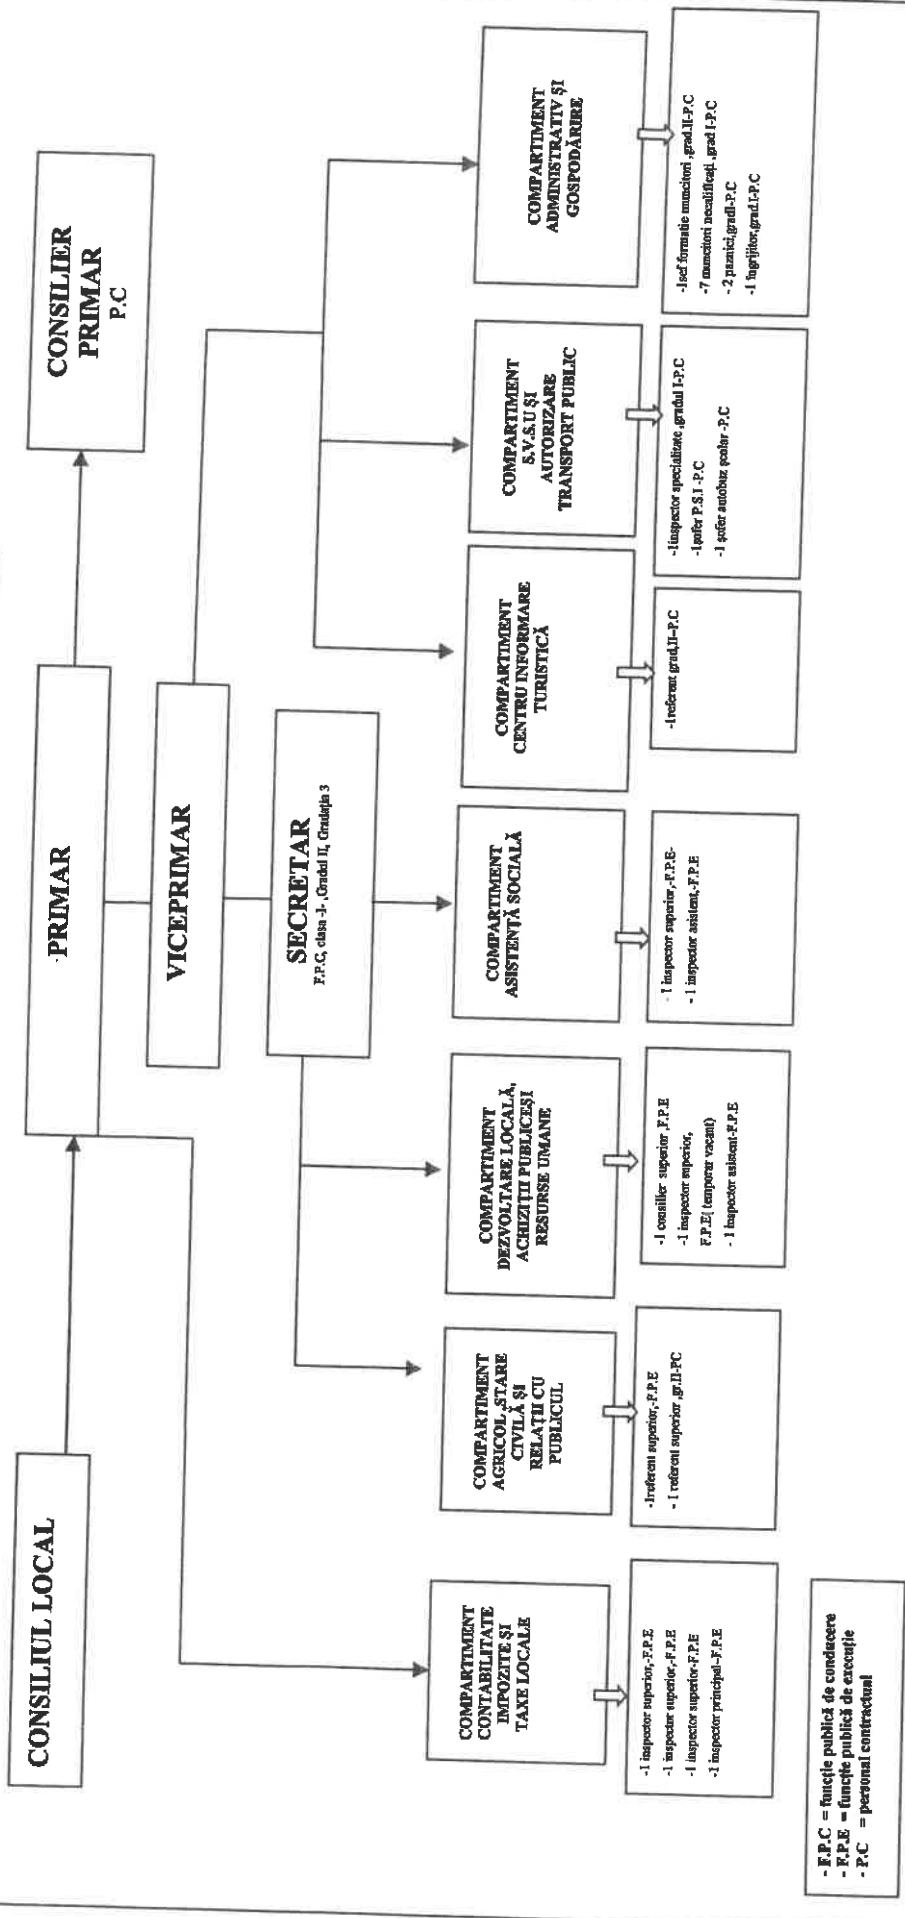 CONSILIUL LOCAL
PRIMAR
CONSILIER
PRIMAR
P.C
VICEPRIMAR
SECRETAR
F.P.C, clasa -I- ,Gradul II, Gradația 3
COMPARTIMENT
CONTABILITATE
IMPOZITE ȘI
TAXE LOCALE
COMPARTIMENT
AGRICOL ,STARE
CIVILĂ ȘI
RELAȚII CU
PUBLICUL
COMPARTIMENT
DEZVOLTARE LOCALĂ,
ACHIZIȚII PUBLICEȘI
RESURSE UMANE
COMPARTIMENT
ASISTENȚĂ SOCIALĂ
COMPARTIMENT
CENTRU INFORMARE
TURISTICĂ
COMPARTIMENT
S.V.S.U ȘI
AUTORIZARE
TRANSPORT PUBLIC
COMPARTIMENT
ADMINISTRATIV ȘI
GOSPODĂRIRE
-1 inspector superior,-F.P.E
-1 inspector superior,-F.P.E
-1 inspector superior-F.P.E
-1 inspector principal-F.P.E
-1referent superior,-F.P.E
- 1 referent superior ,gr.II-PC
-1 consilier superior ,F.P.E
-1 inspector superior,
F.P.E( temporar vacant)
- 1 inspector asistent-F.P.E
- 1 inspector superior,-F.P.E-
- 1 inspector asistent,-F.P.E
-1referent grad,II-P.C
-1inspector specialitate ,gradul I-P.C
-1șofer P.S.I -P.C
-1 șofer autobuz școlar -P.C
-1sef formatie muncitori ,grad.II-P.C
-7 muncitori necalificați ,grad I-P.C
- 2 paznici,gradI-P.C
-1 îngrijitor,grad.I-P.C
- F.P.C = funcție publică de conducere
- F.P.E = funcție publică de execuție
- P.C = personal contractual